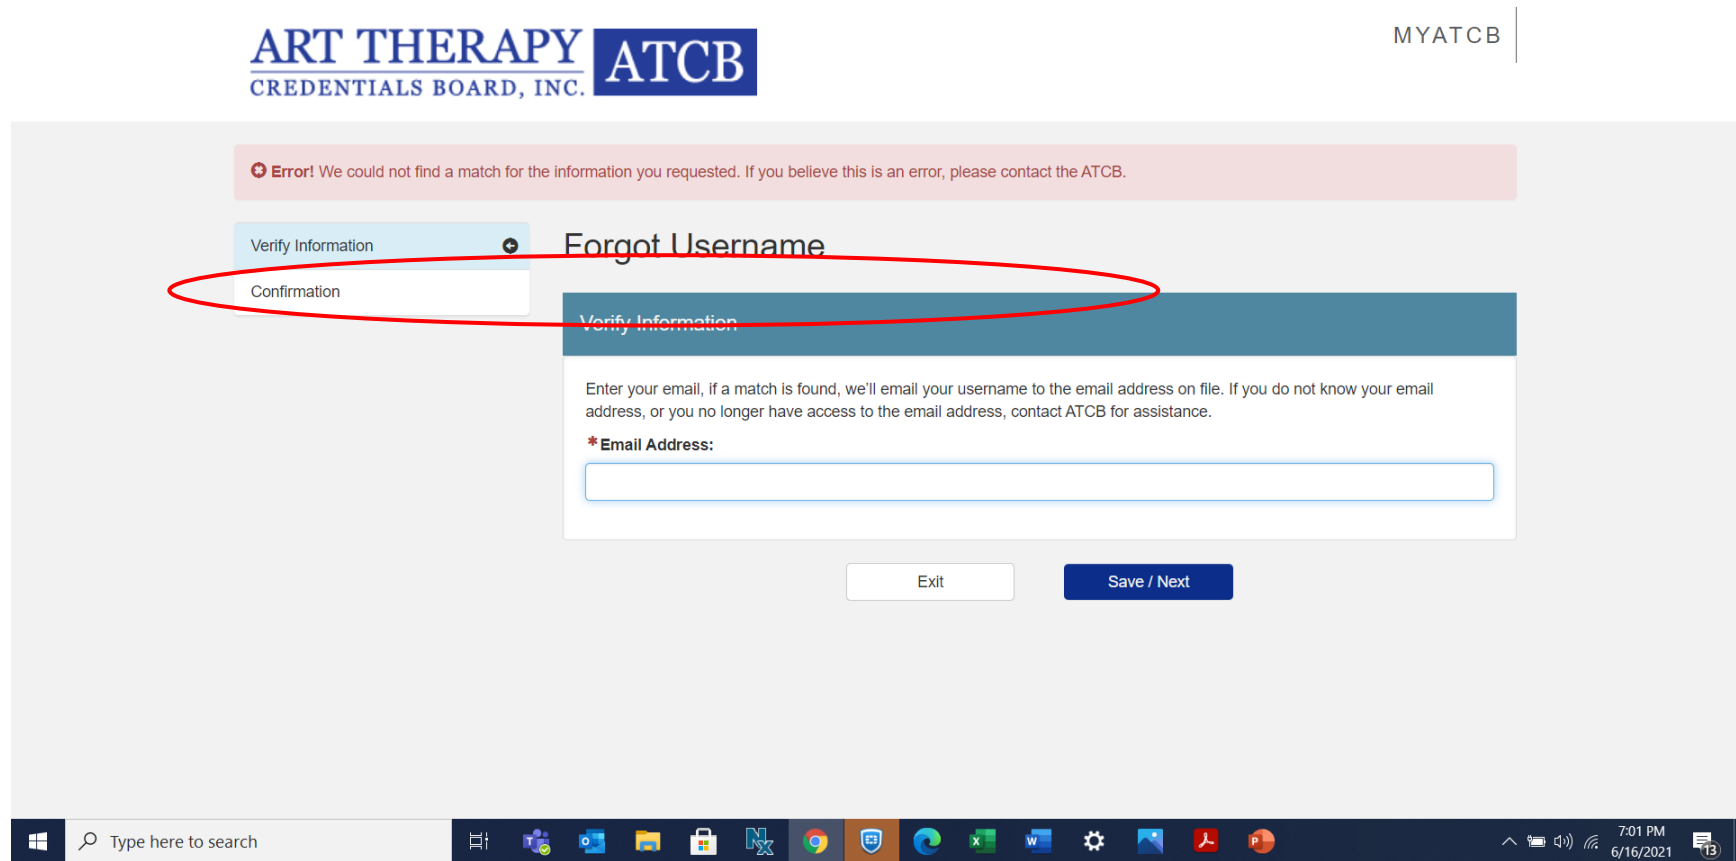 ART THERAPY
CREDENTIALS BOARD, INC.
ATCB
MYATCB
Error! We could not find a match for the information you requested. If you believe this is an error, please contact the ATCB.
Verify Information
Confirmation
Forgot Username
Verify Information
Enter your email, if a match is found, we'll email your username to the email address on file. If you do not know your email
address, or you no longer have access to the email address, contact ATCB for assistance.
*Email Address:
Exit
Save / Next
Type here to search
7:01 PM
6/16/2021
13